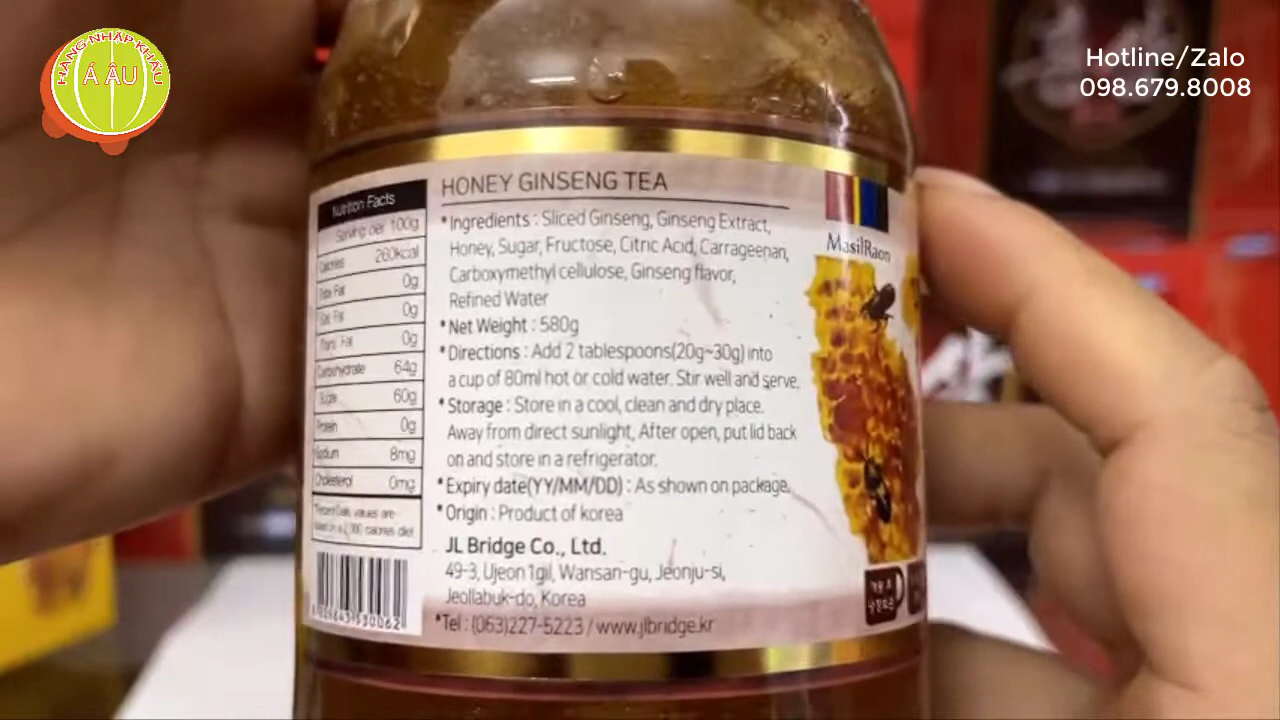 HÀNG NHẬP KHẨU
Á ÂU
Hotline/Zalo
098.679.8008
Nutrition Facts
Serving per 100g
Calories 260kcal
Total Fat 0g
Sat. Fat 0g
Trans. Fat 0g
Carbohydrate 64g
Sugar 60g
Protein 0g
Sodium 8mg
Cholesterol 0mg
HONEY GINSENG TEA
*Ingredients : Sliced Ginseng, Ginseng Extract,
Honey, Sugar, Fructose, Citric Acid, Carrageenan,
Carboxymethyl cellulose, Ginseng flavor,
Refined Water
*Net Weight : 580g
*Directions : Add 2 tablespoons(20g~30g) into
a cup of 80ml hot or cold water. Stir well and serve.
*Storage : Store in a cool, clean and dry place.
Away from direct sunlight, After open, put lid back
on and store in a refrigerator.
*Expiry date(YY/MM/DD) : As shown on package.
*Origin : Product of korea
JL Bridge Co., Ltd.
49-3, Ujeon 1gil, Wansan-gu, Jeonju-si,
Jeollabuk-do, Korea
*Tel : (063)227-5223 / www.jlbridge.kr
MasilRaon